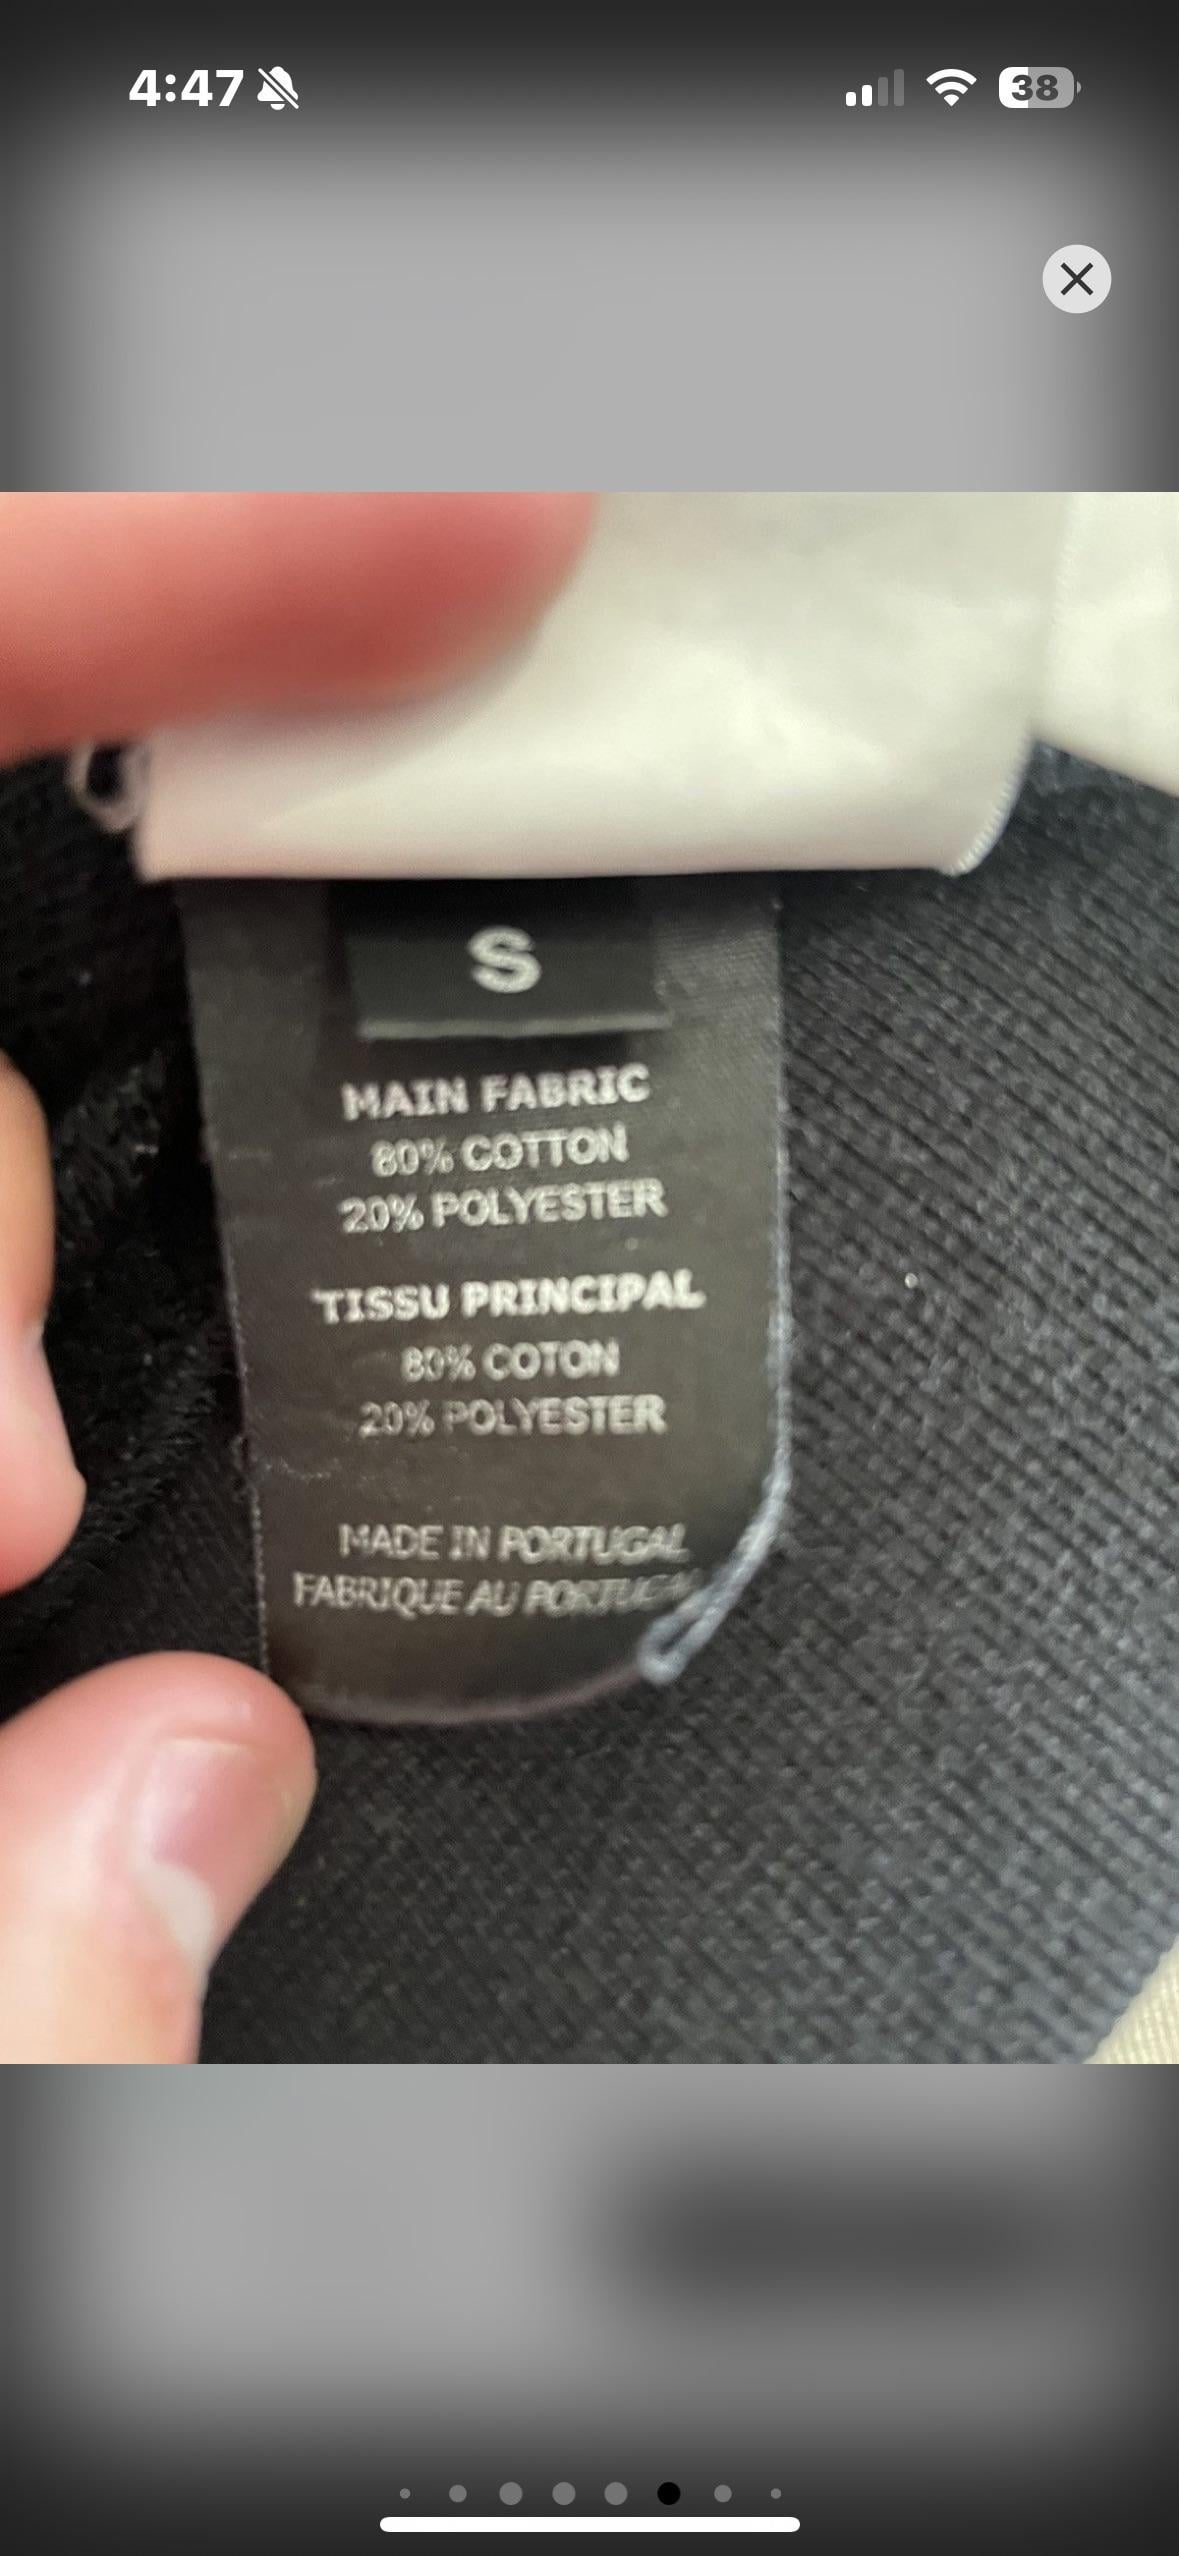 4:47
38
S
MAIN FABRIC
80% COTTON
20% POLYESTER
TISSU PRINCIPAL
80% COTON
20% POLYESTER
MADE IN PORTUGAL
FABRIQUE AU PORTUGAL